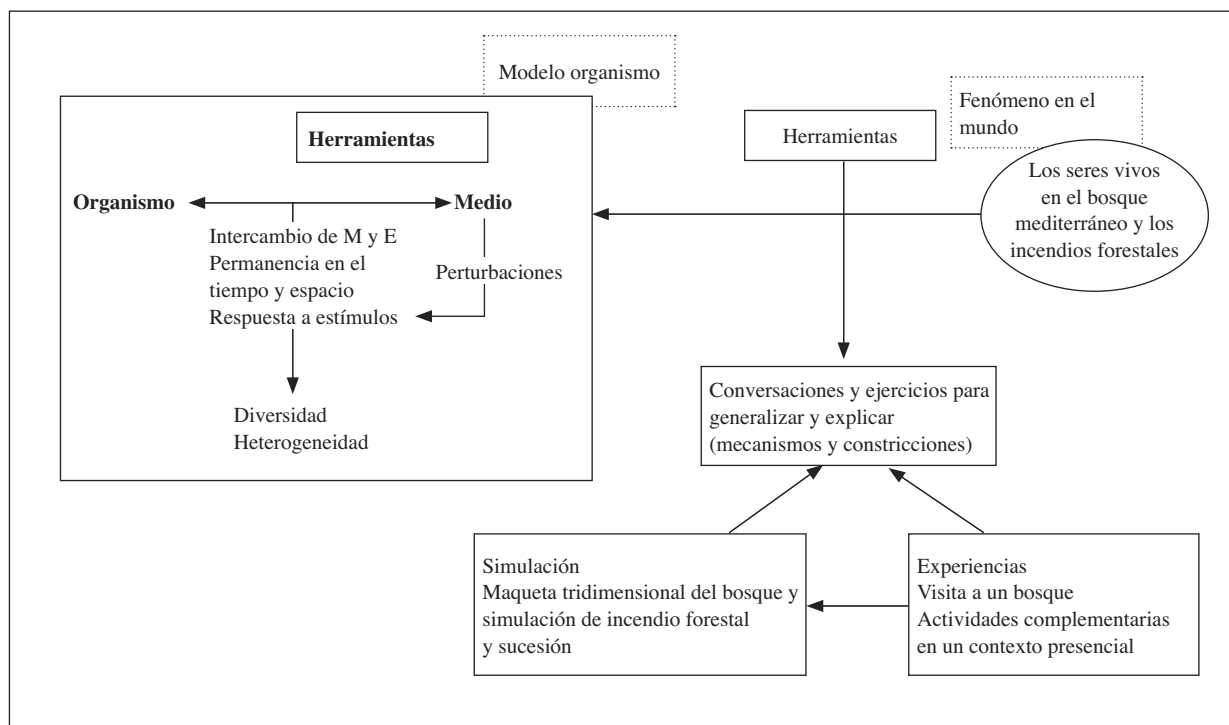 Modelo organismo
Herramientas
Organismo
Medio
Intercambio de M y E
Permanencia en el
tiempo y espacio
Respuesta a estímulos
Perturbaciones
Diversidad
Heterogeneidad
Herramientas
Fenómeno en el
mundo
Los seres vivos
en el bosque
mediterráneo y los
incendios forestales
Conversaciones y ejercicios para
generalizar y explicar
(mecanismos y constricciones)
Simulación
Maqueta tridimensional del bosque y
simulación de incendio forestal
y sucesión
Experiencias
Visita a un bosque
Actividades complementarias
en un contexto presencial